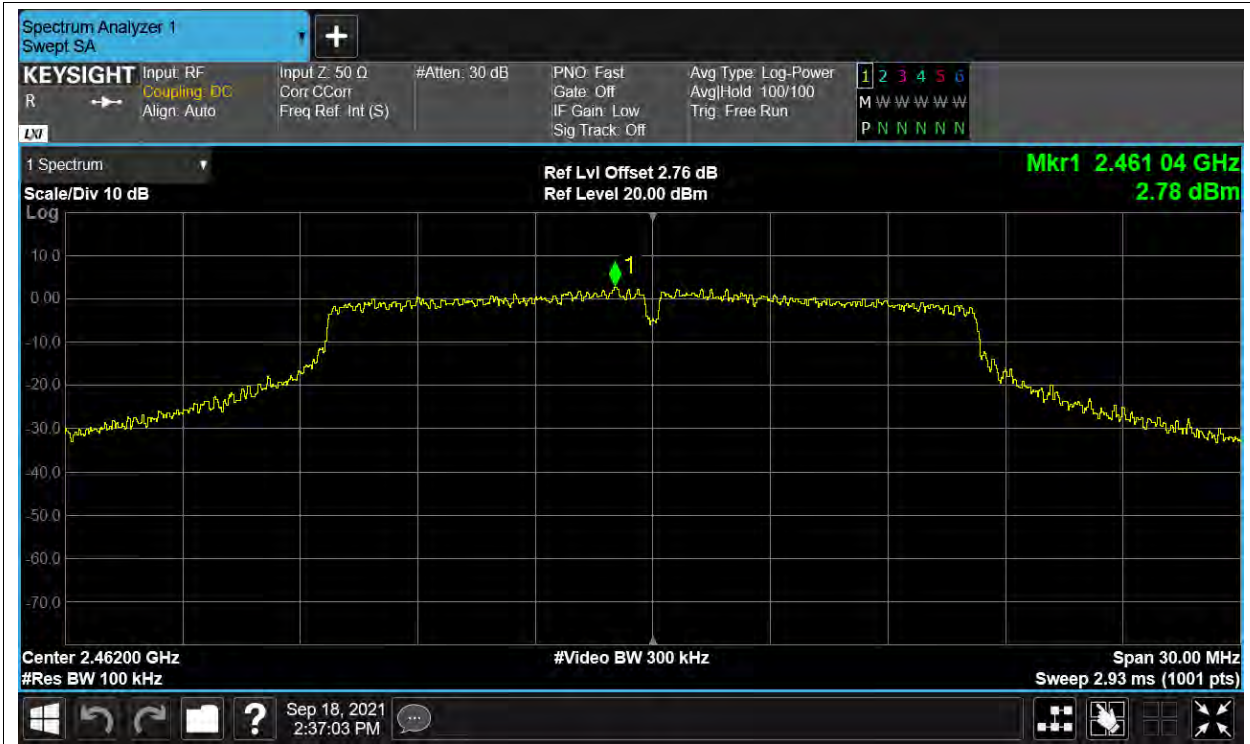 Spectrum Analyzer 1
Swept SA
+
KEYSIGHT
R
LXI
Input: RF
Coupling: DC
Align: Auto
Input Z: 50 Ω
Corr CCorr
Freq Ref: Int (S)
#Atten: 30 dB
PNO: Fast
Gate: Off
IF Gain: Low
Sig Track: Off
Avg Type: Log-Power
Avg|Hold: 100/100
Trig: Free Run
1 2 3 4 5 6
M W W W W W
P N N N N N
1 Spectrum
Scale/Div 10 dB
Ref Lvl Offset 2.76 dB
Ref Level 20.00 dBm
Mkr1 2.461 04 GHz
2.78 dBm
Log
10.0
0.00
-10.0
-20.0
-30.0
-40.0
-50.0
-60.0
-70.0
1
Center 2.46200 GHz
#Res BW 100 kHz
#Video BW 300 kHz
Span 30.00 MHz
Sweep 2.93 ms (1001 pts)
?
Sep 18, 2021
2:37:03 PM